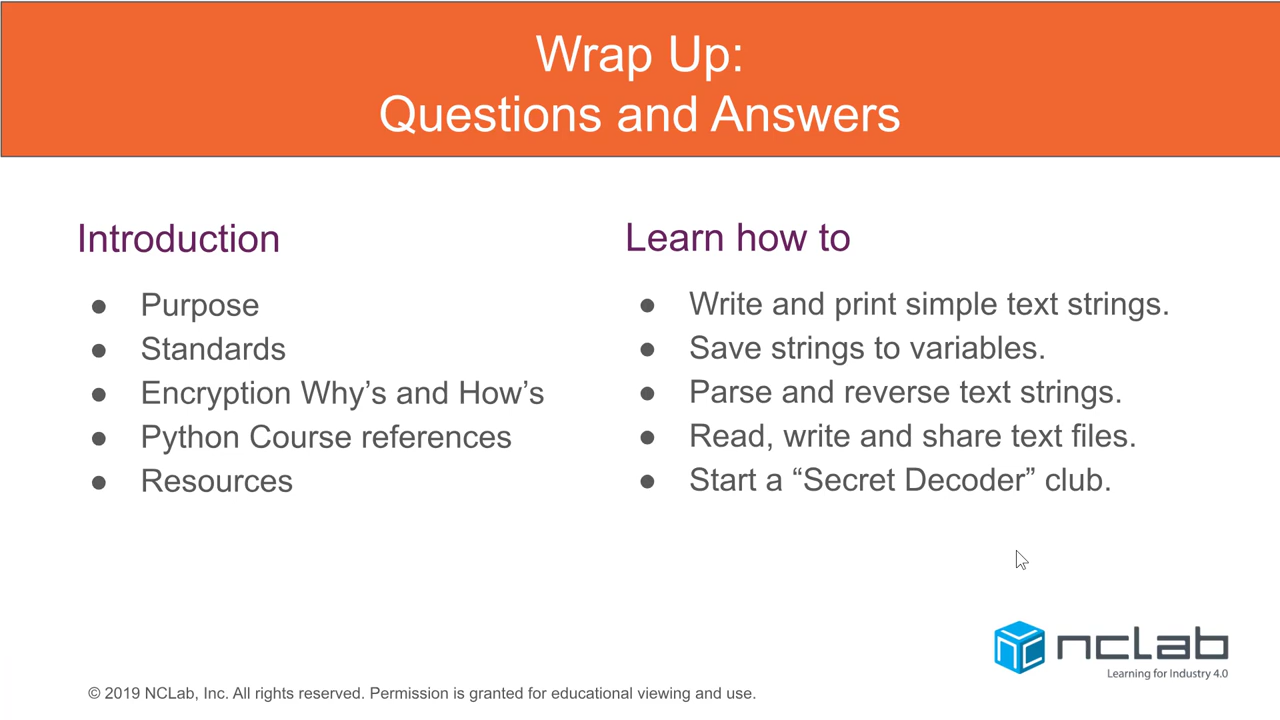 Wrap Up:
Questions and Answers
Introduction
● Purpose
● Standards
● Encryption Why’s and How’s
● Python Course references
● Resources
Learn how to
● Write and print simple text strings.
● Save strings to variables.
● Parse and reverse text strings.
● Read, write and share text files.
● Start a “Secret Decoder” club.
nc
nclab
Learning for Industry 4.0
© 2019 NCLab, Inc. All rights reserved. Permission is granted for educational viewing and use.